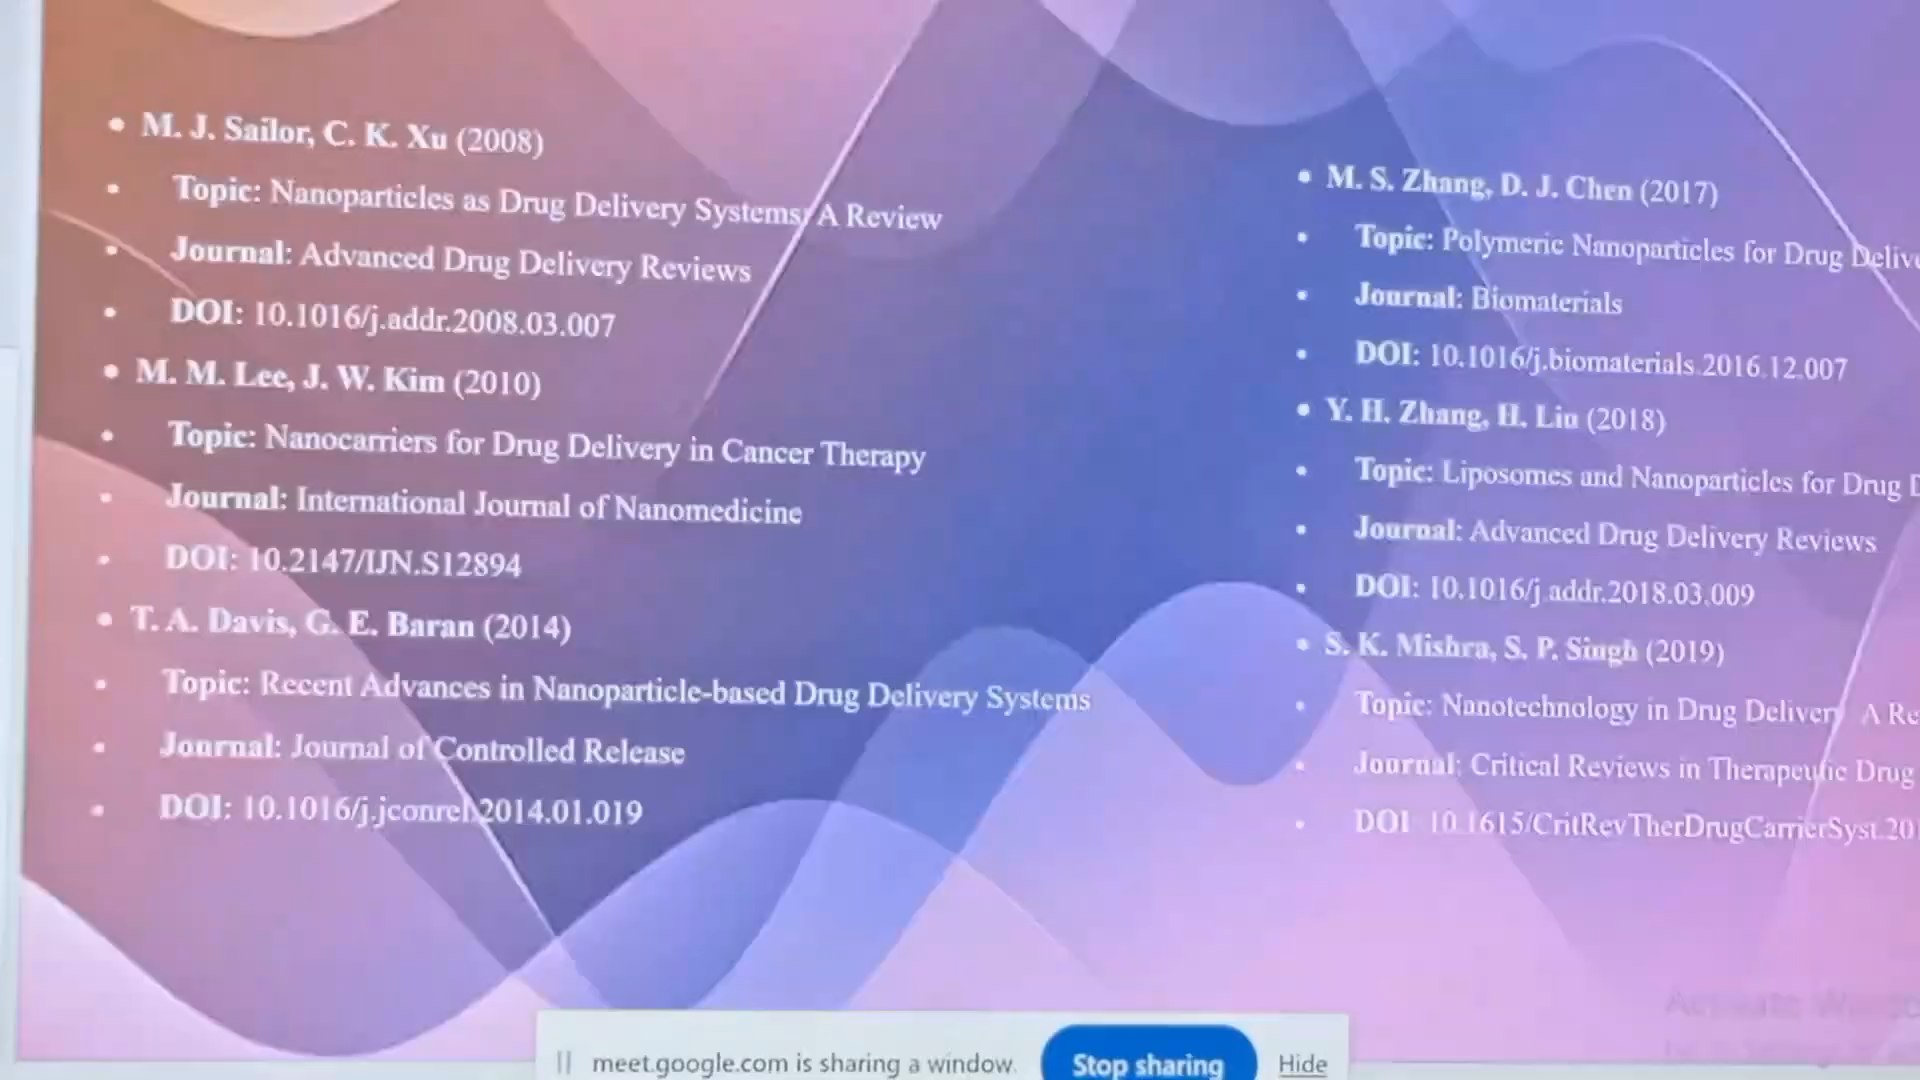 • M. J. Sailor, C. K. Xu (2008)
• Topic: Nanoparticles as Drug Delivery Systems: A Review
• Journal: Advanced Drug Delivery Reviews
• DOI: 10.1016/j.addr.2008.03.007
• M. M. Lee, J. W. Kim (2010)
• Topic: Nanocarriers for Drug Delivery in Cancer Therapy
• Journal: International Journal of Nanomedicine
• DOI: 10.2147/IJN.S12894
• T. A. Davis, G. E. Baran (2014)
• Topic: Recent Advances in Nanoparticle-based Drug Delivery Systems
• Journal: Journal of Controlled Release
• DOI: 10.1016/j.jconrel.2014.01.019
• M. S. Zhang, D. J. Chen (2017)
• Topic: Polymeric Nanoparticles for Drug
• Journal: Biomaterials
• DOI: 10.1016/j.biomaterials.2016.12.007
• Y. H. Zhang, H. Liu (2018)
• Topic: Liposomes and Nanoparticles for Drug
• Journal: Advanced Drug Delivery Reviews
• DOI: 10.1016/j.addr.2018.03.009
• S. K. Mishra, S. P. Singh (2019)
• Topic: Nanotechnology in Drug Delivery A
• Journal: Critical Reviews in Therapeutic Drug
• DOI: 10.1615/CritRevTherDrugCarrierSyst.20
Activate
meet.google.com is sharing a window.
Stop sharing
Hide